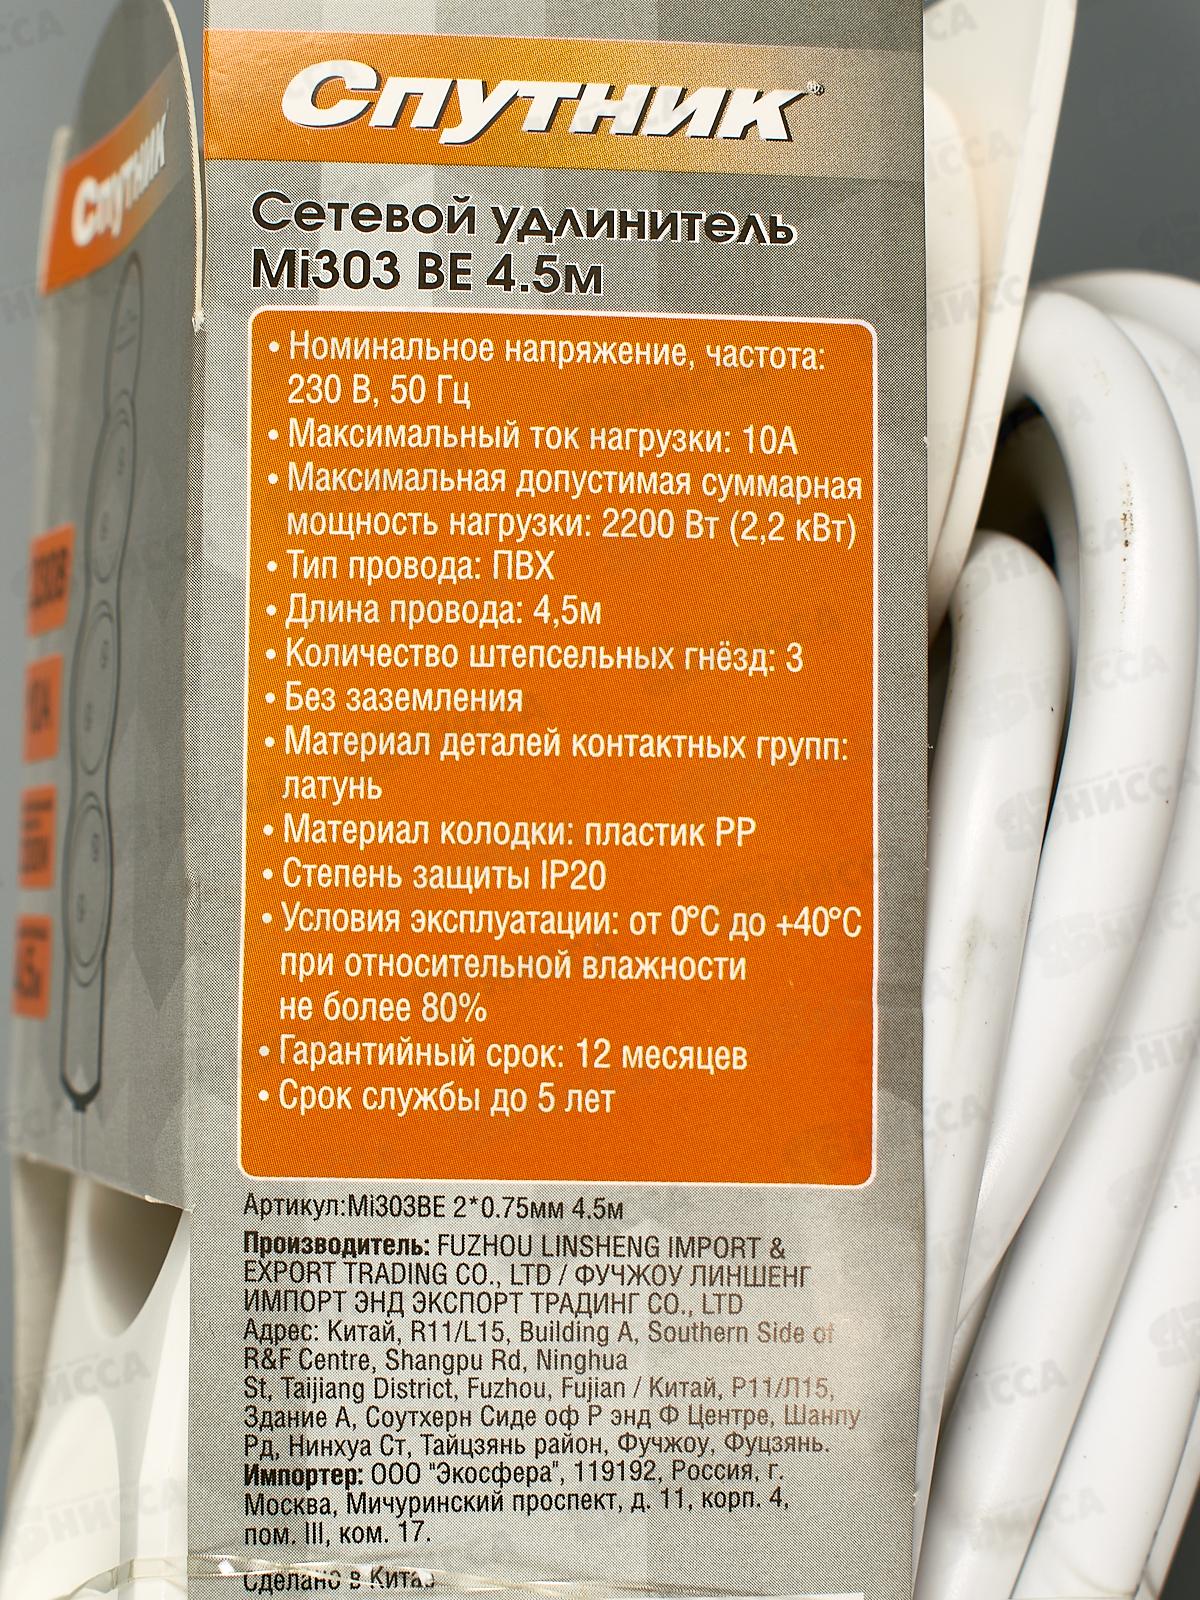 Спутник
Спутник
Сетевой удлинитель
Mi303 BE 4.5м
• Номинальное напряжение, частота:
230 В, 50 Гц
• Максимальный ток нагрузки: 10А
• Максимальная допустимая суммарная
мощность нагрузки: 2200 Вт (2,2 кВт)
• Тип провода: ПВХ
• Длина провода: 4,5м
• Количество штепсельных гнёзд: 3
• Без заземления
• Материал деталей контактных групп:
латунь
• Материал колодки: пластик PP
• Степень защиты IP20
• Условия эксплуатации: от 0°С до +40°С
при относительной влажности
не более 80%
• Гарантийный срок: 12 месяцев
• Срок службы до 5 лет
Артикул:Mi303BE 2*0.75мм 4.5м
Производитель: FUZHOU LINSHENG IMPORT &
EXPORT TRADING CO., LTD / ФУЧЖОУ ЛИНШЕНГ
ИМПОРТ ЭНД ЭКСПОРТ ТРАДИНГ CO., LTD
Адрес: Китай, R11/L15, Building A, Southern Side of
R&F Centre, Shangpu Rd, Ninghua
St, Taijiang District, Fuzhou, Fujian / Китай, Р11/Л15,
Здание А, Соутхерн Сиде оф Р энд Ф Центре, Шанпу
Рд, Нинхуа Ст, Тайцзянь район, Фучжоу, Фуцзянь.
Импортер: ООО "Экосфера", 119192, Россия, г.
Москва, Мичуринский проспект, д. 11, корп. 4,
пом. III, ком. 17.
Сделано в Китае